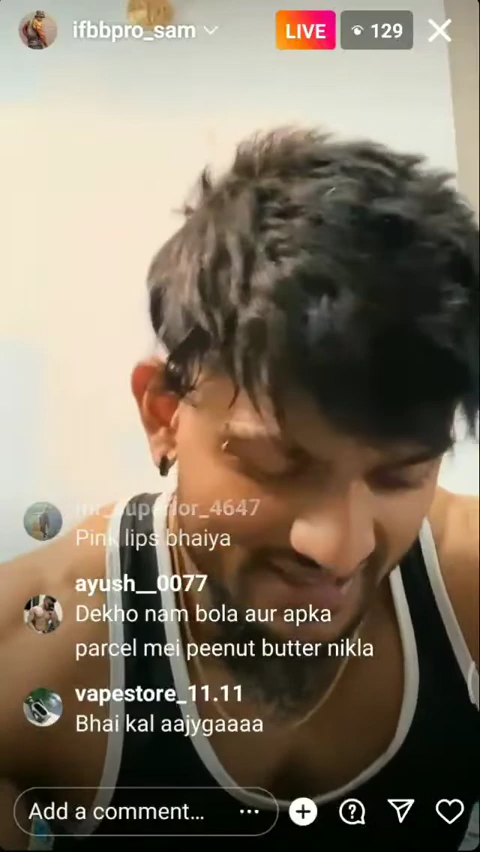 ifbbpro_sam
LIVE
129
mr_superior_4647
Pink lips bhaiya
ayush__0077
Dekho nam bola aur apka
parcel mei peenut butter nikla
vapestore_11.11
Bhai kal aajygaaaa
Add a comment...